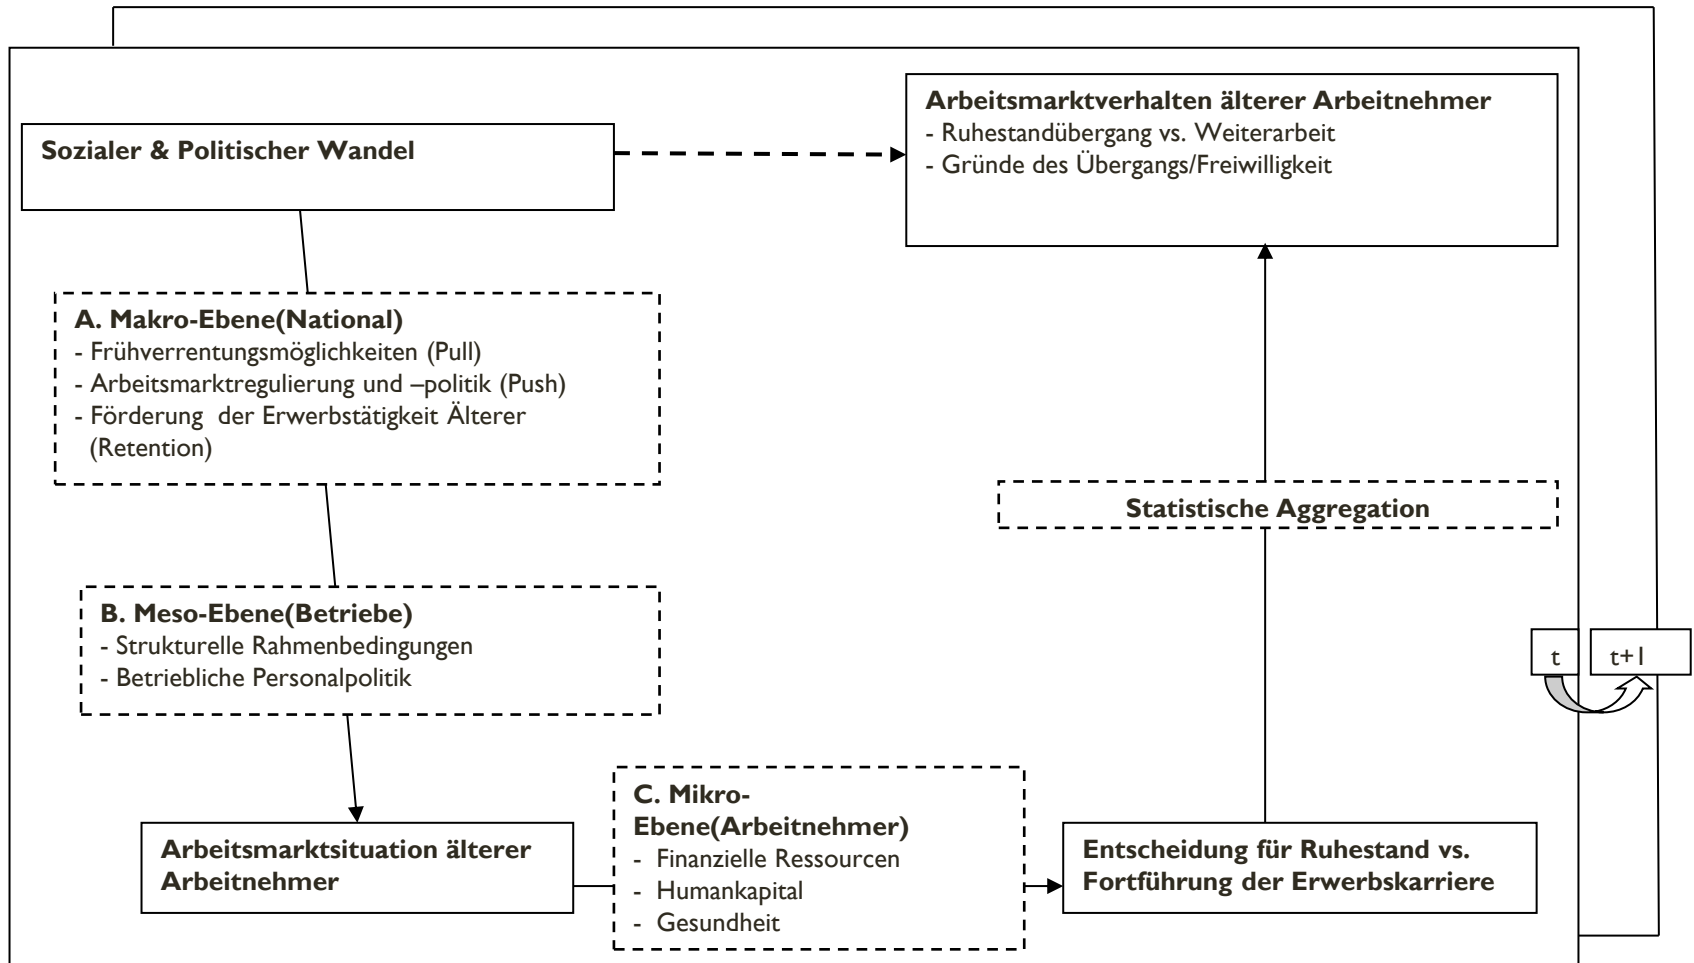 Sozialer & Politischer Wandel
Arbeitsmarktverhalten älterer Arbeitnehmer
- Ruhestandübergang vs. Weiterarbeit
- Gründe des Übergangs/Freiwilligkeit
A. Makro-Ebene(National)
- Frühverrentungsmöglichkeiten (Pull)
- Arbeitsmarktregulierung und –politik (Push)
- Förderung der Erwerbstätigkeit Älterer
(Retention)
Statistische Aggregation
B. Meso-Ebene(Betriebe)
- Strukturelle Rahmenbedingungen
- Betriebliche Personalpolitik
t
t+1
Arbeitsmarktsituation älterer
Arbeitnehmer
C. Mikro-
Ebene(Arbeitnehmer)
- Finanzielle Ressourcen
- Humankapital
- Gesundheit
Entscheidung für Ruhestand vs.
Fortführung der Erwerbskarriere